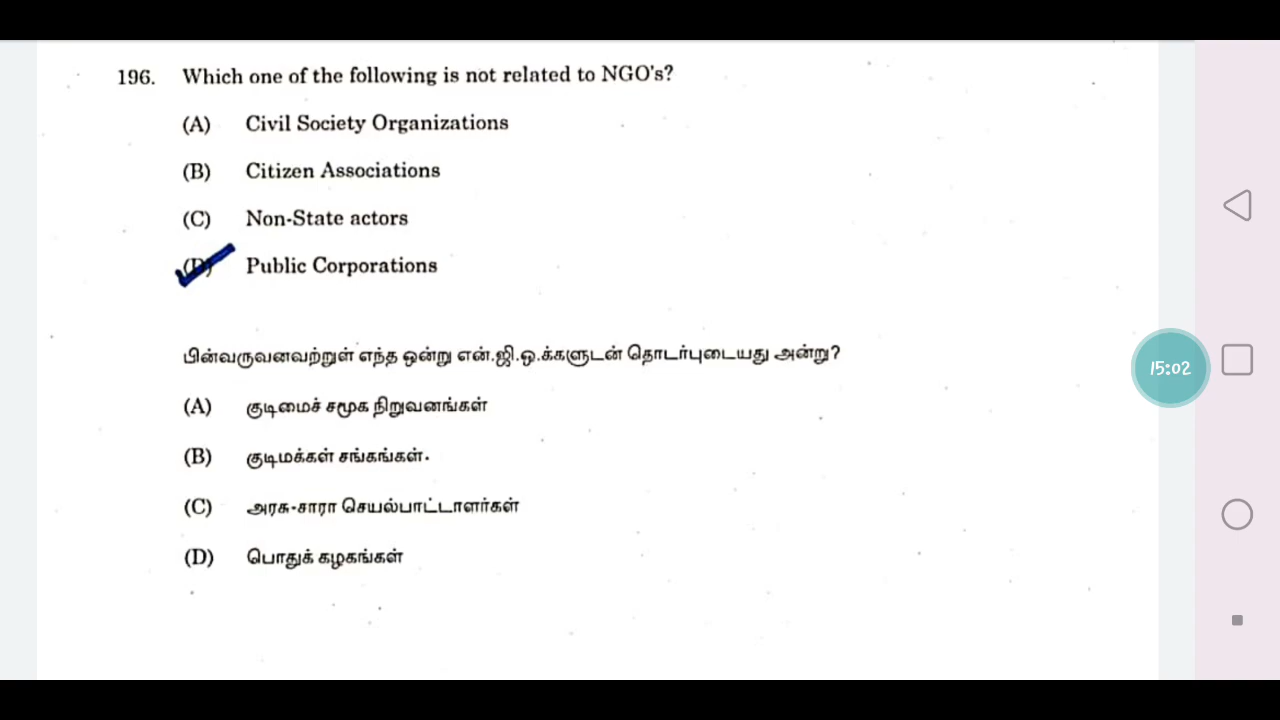 196. Which one of the following is not related to NGO's?
(A) Civil Society Organizations
(B) Citizen Associations
(C) Non-State actors
(D) Public Corporations
பின்வருவனவற்றுள் எந்த ஒன்று என்.ஜி.ஒ.க்களுடன் தொடர்புடையது அன்று?
(A) குடிமைச் சமூக நிறுவனங்கள்
(B) குடிமக்கள் சங்கங்கள்.
(C) அரசு-சாரா செயல்பாட்டாளர்கள்
(D) பொதுக் கழகங்கள்
15:02